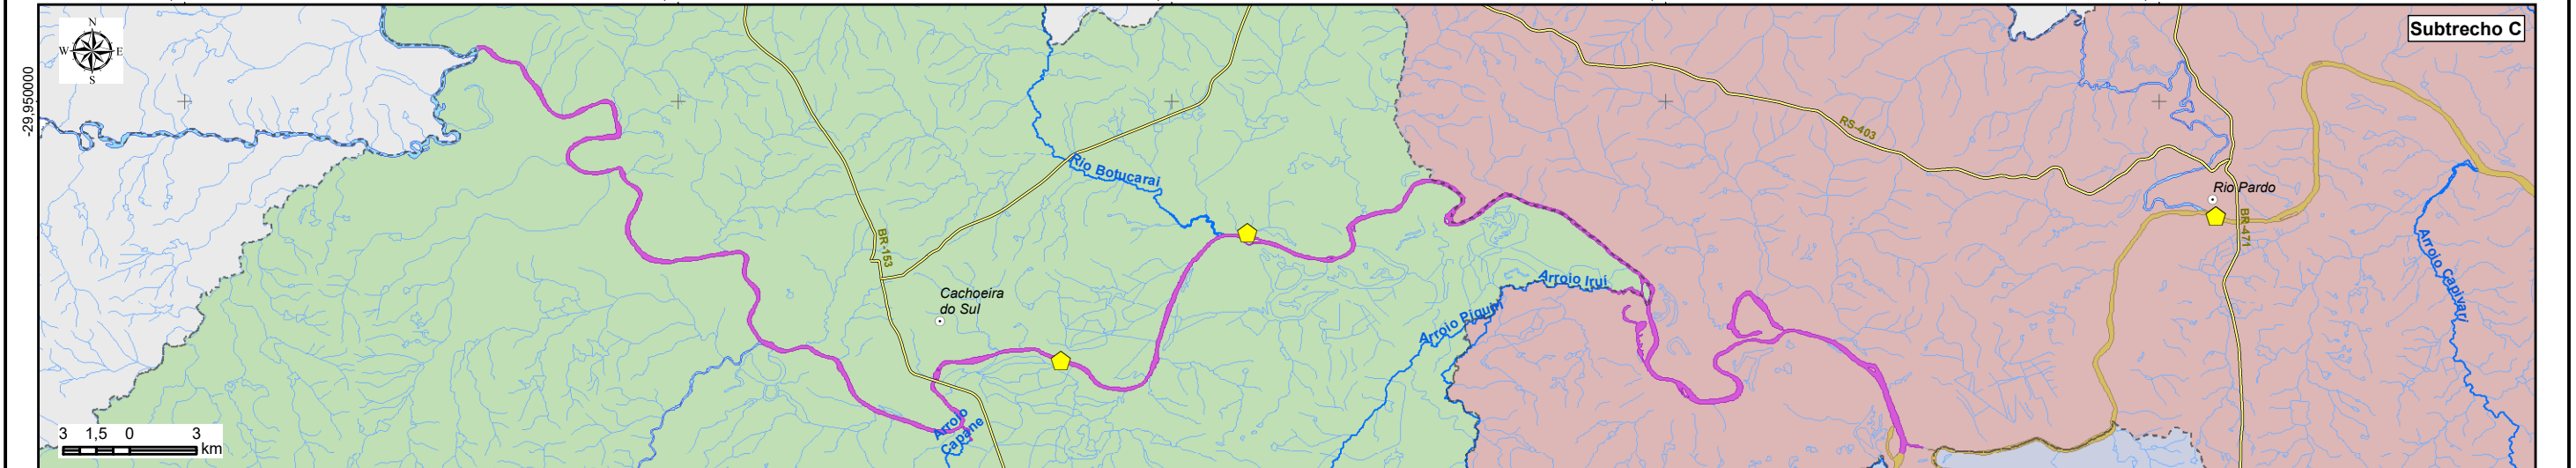 Subtrecho C
N
W E
S
-29,950000
RS-403
Rio Botucaraí
Rio Pardo
BR-471
BR-153
Arroio Capivari
Arroio Irui
Cachoeira
do Sul
Arroio Piquiri
Arroio
Capané
3 1,5 0 3
km